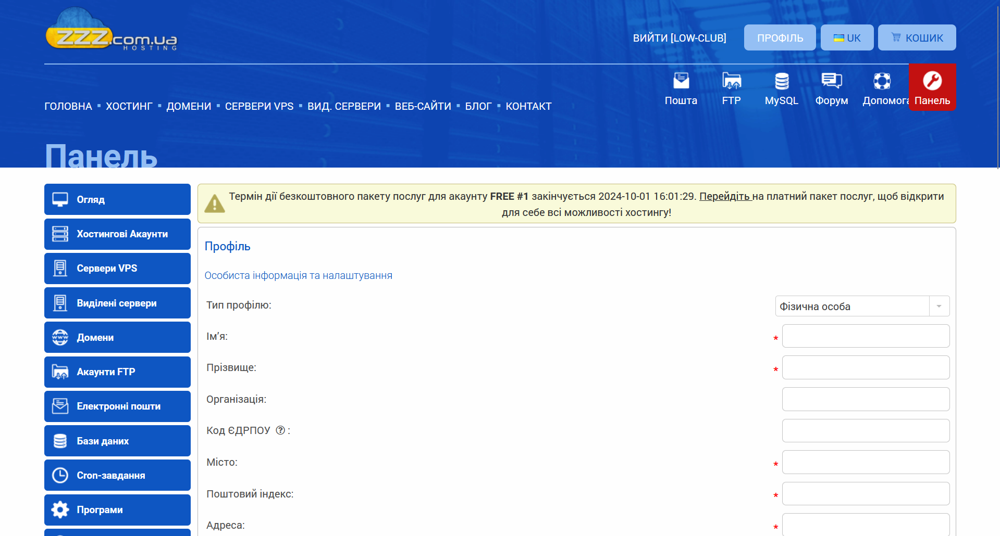 ZZZ.com.ua
HOSTING
ВИЙТИ [LOW-CLUB]
ПРОФІЛЬ
UK
КОШИК
Пошта
FTP
MySQL
Форум
Допомога
Панель
ГОЛОВНА ▪ ХОСТИНГ ▪ ДОМЕНИ ▪ СЕРВЕРИ VPS ▪ ВИД. СЕРВЕРИ ▪ ВЕБ-САЙТИ ▪ БЛОГ ▪ КОНТАКТ
Панель
Огляд
Хостингові Акаунти
Сервери VPS
Виділені сервери
WWW
Домени
Акаунти FTP
Електронні пошти
Бази даних
Cron-завдання
Програми
Термін дії безкоштовного пакету послуг для акаунту FREE #1 закінчується 2024-10-01 16:01:29. Перейдіть на платний пакет послуг, щоб відкрити
для себе всі можливості хостингу!
Профіль
Особиста інформація та налаштування
Тип профілю:
Фізична особа
Ім’я:
*
Прізвище:
*
Організація:
Код ЄДРПОУ ? :
Місто:
*
Поштовий індекс:
*
Адреса:
*